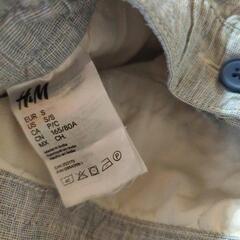 H&M
EUR S
US S/S
CA P/C
CN 165/80A
MX CH.